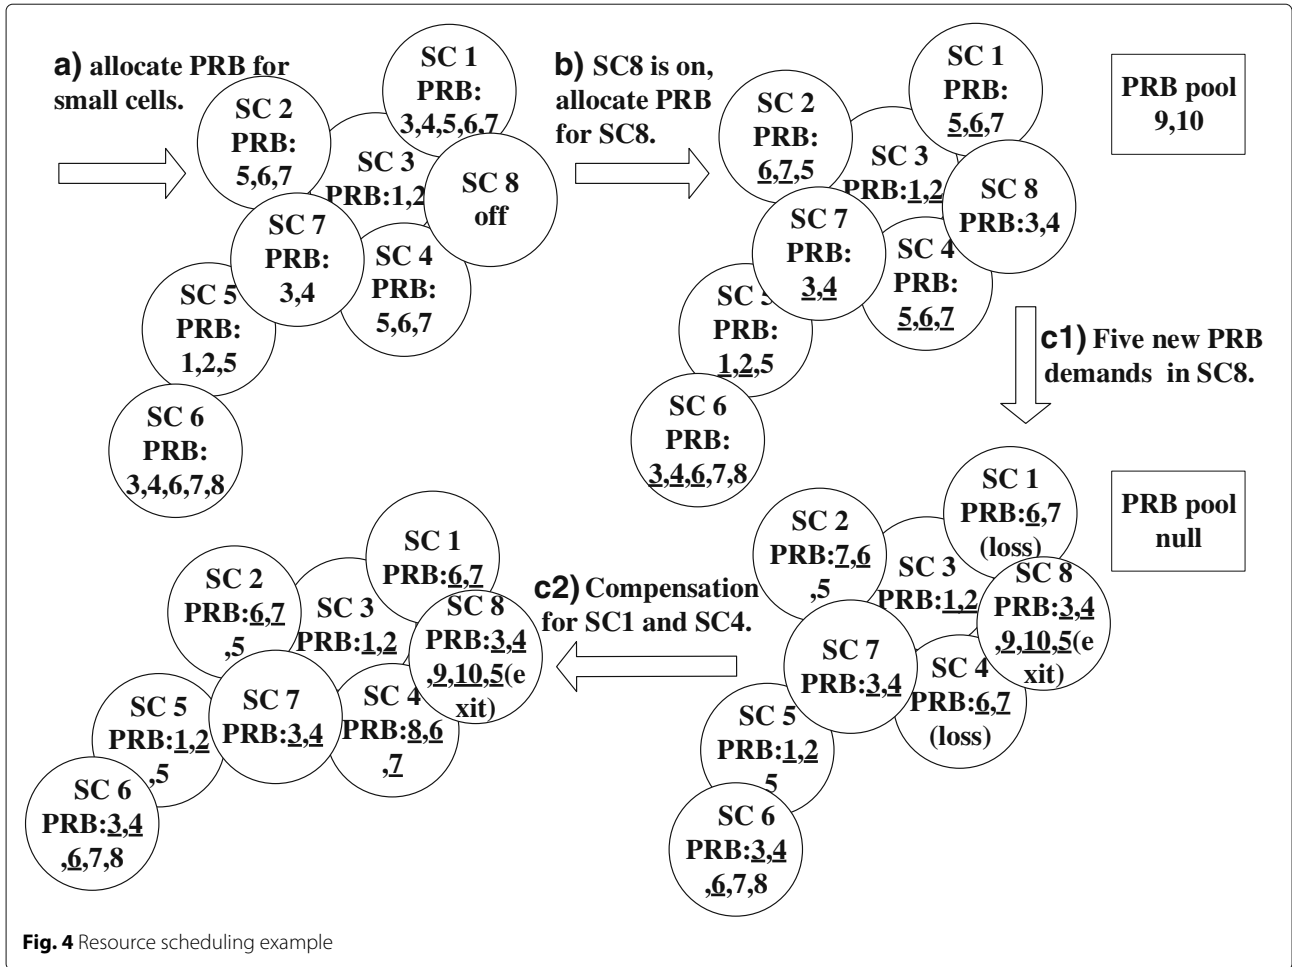 a) allocate PRB for
small cells.
SC 1
PRB:
3,4,5,6,7
SC 2
PRB:
5,6,7
SC 3
PRB:1,2
SC 8
off
SC 7
PRB:
3,4
SC 4
PRB:
5,6,7
SC 5
PRB:
1,2,5
SC 6
PRB:
3,4,6,7,8
b) SC8 is on,
allocate PRB
for SC8.
SC 1
PRB:
5,6,7
SC 2
PRB:
6,7,5
SC 3
PRB:1,2
SC 8
PRB:3,4
SC 7
PRB:
3,4
SC 4
PRB:
5,6,7
SC 5
PRB:
1,2,5
SC 6
PRB:
3,4,6,7,8
PRB pool
9,10
c1) Five new PRB
demands in SC8.
SC 1
PRB:6,7
(loss)
SC 2
PRB:7,6
,5
SC 3
PRB:1,2
SC 8
PRB:3,4
,9,10,5(e
xit)
SC 7
PRB:3,4
SC 4
PRB:6,7
(loss)
SC 5
PRB:1,2
5
SC 6
PRB:3,4
,6,7,8
PRB pool
null
c2) Compensation
for SC1 and SC4.
SC 1
PRB:6,7
SC 2
PRB:6,7
,5
SC 3
PRB:1,2
SC 8
PRB:3,4
,9,10,5(e
xit)
SC 7
PRB:3,4
SC 4
PRB:8,6
,7
SC 5
PRB:1,2
,5
SC 6
PRB:3,4
,6,7,8
Fig. 4 Resource scheduling example